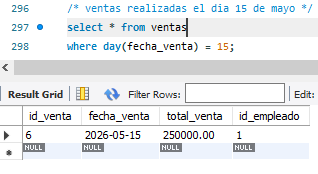 296 /* ventas realizadas el dia 15 de mayo */
297 select * from ventas
298 where day(fecha_venta) = 15;
Result Grid Filter Rows: Edit:
id_venta fecha_venta total_venta id_empleado
6 2026-05-15 250000.00 1
NULL NULL NULL NULL